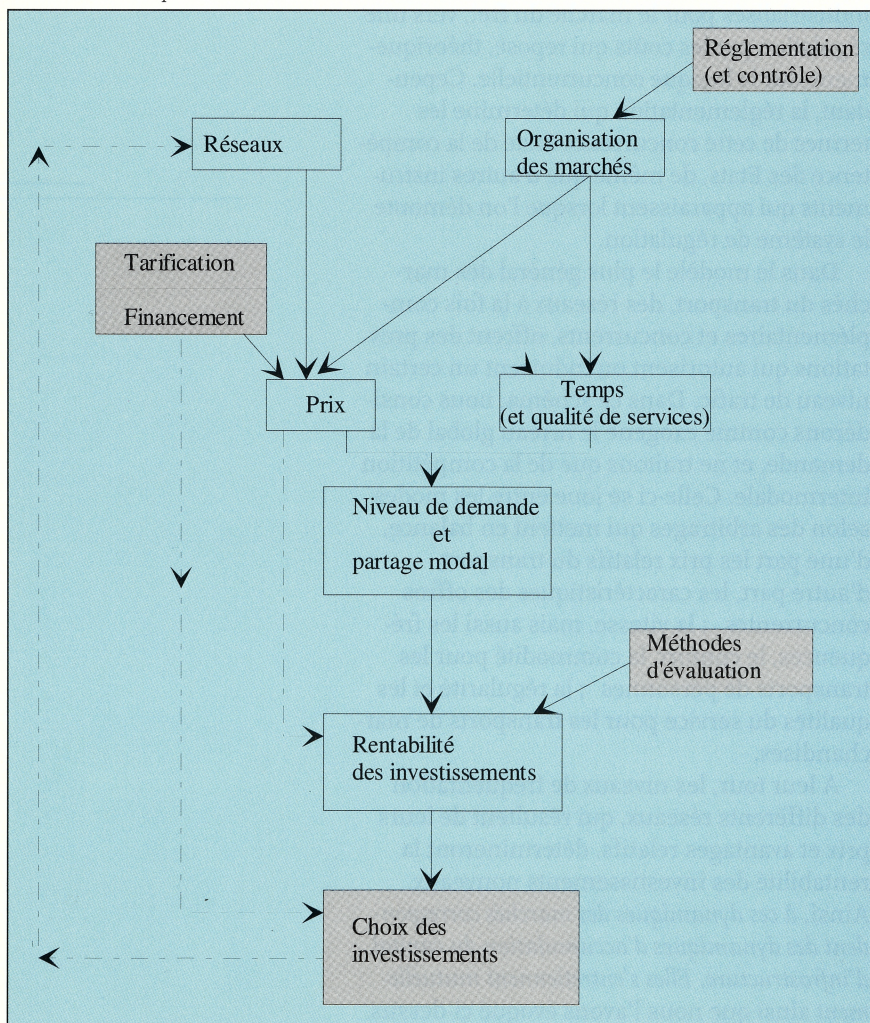 Réglementation
(et contrôle)
Réseaux
Organisation
des marchés
Tarification
Financement
Prix
Temps
(et qualité de services)
Niveau de demande
et
partage modal
Méthodes
d'évaluation
Rentabilité
des investissements
Choix des
investissements